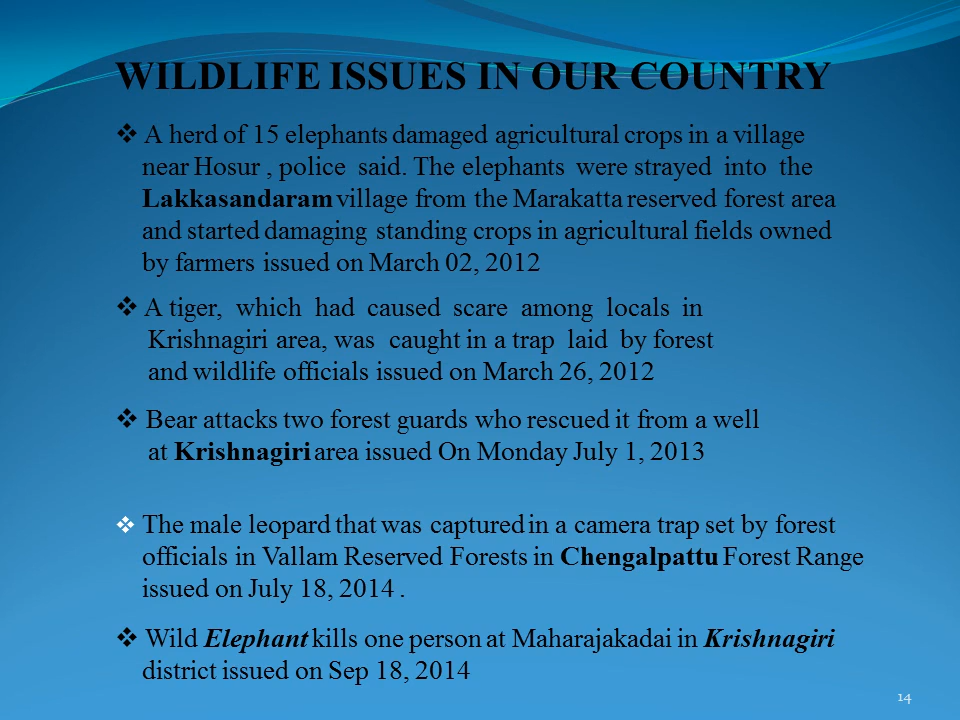 WILDLIFE ISSUES IN OUR COUNTRY
❖ A herd of 15 elephants damaged agricultural crops in a village
near Hosur , police said. The elephants were strayed into the
Lakkasandaram village from the Marakatta reserved forest area
and started damaging standing crops in agricultural fields owned
by farmers issued on March 02, 2012
❖ A tiger, which had caused scare among locals in
Krishnagiri area, was caught in a trap laid by forest
and wildlife officials issued on March 26, 2012
❖ Bear attacks two forest guards who rescued it from a well
at Krishnagiri area issued On Monday July 1, 2013
❖ The male leopard that was captured in a camera trap set by forest
officials in Vallam Reserved Forests in Chengalpattu Forest Range
issued on July 18, 2014 .
❖ Wild Elephant kills one person at Maharajakadai in Krishnagiri
district issued on Sep 18, 2014
14